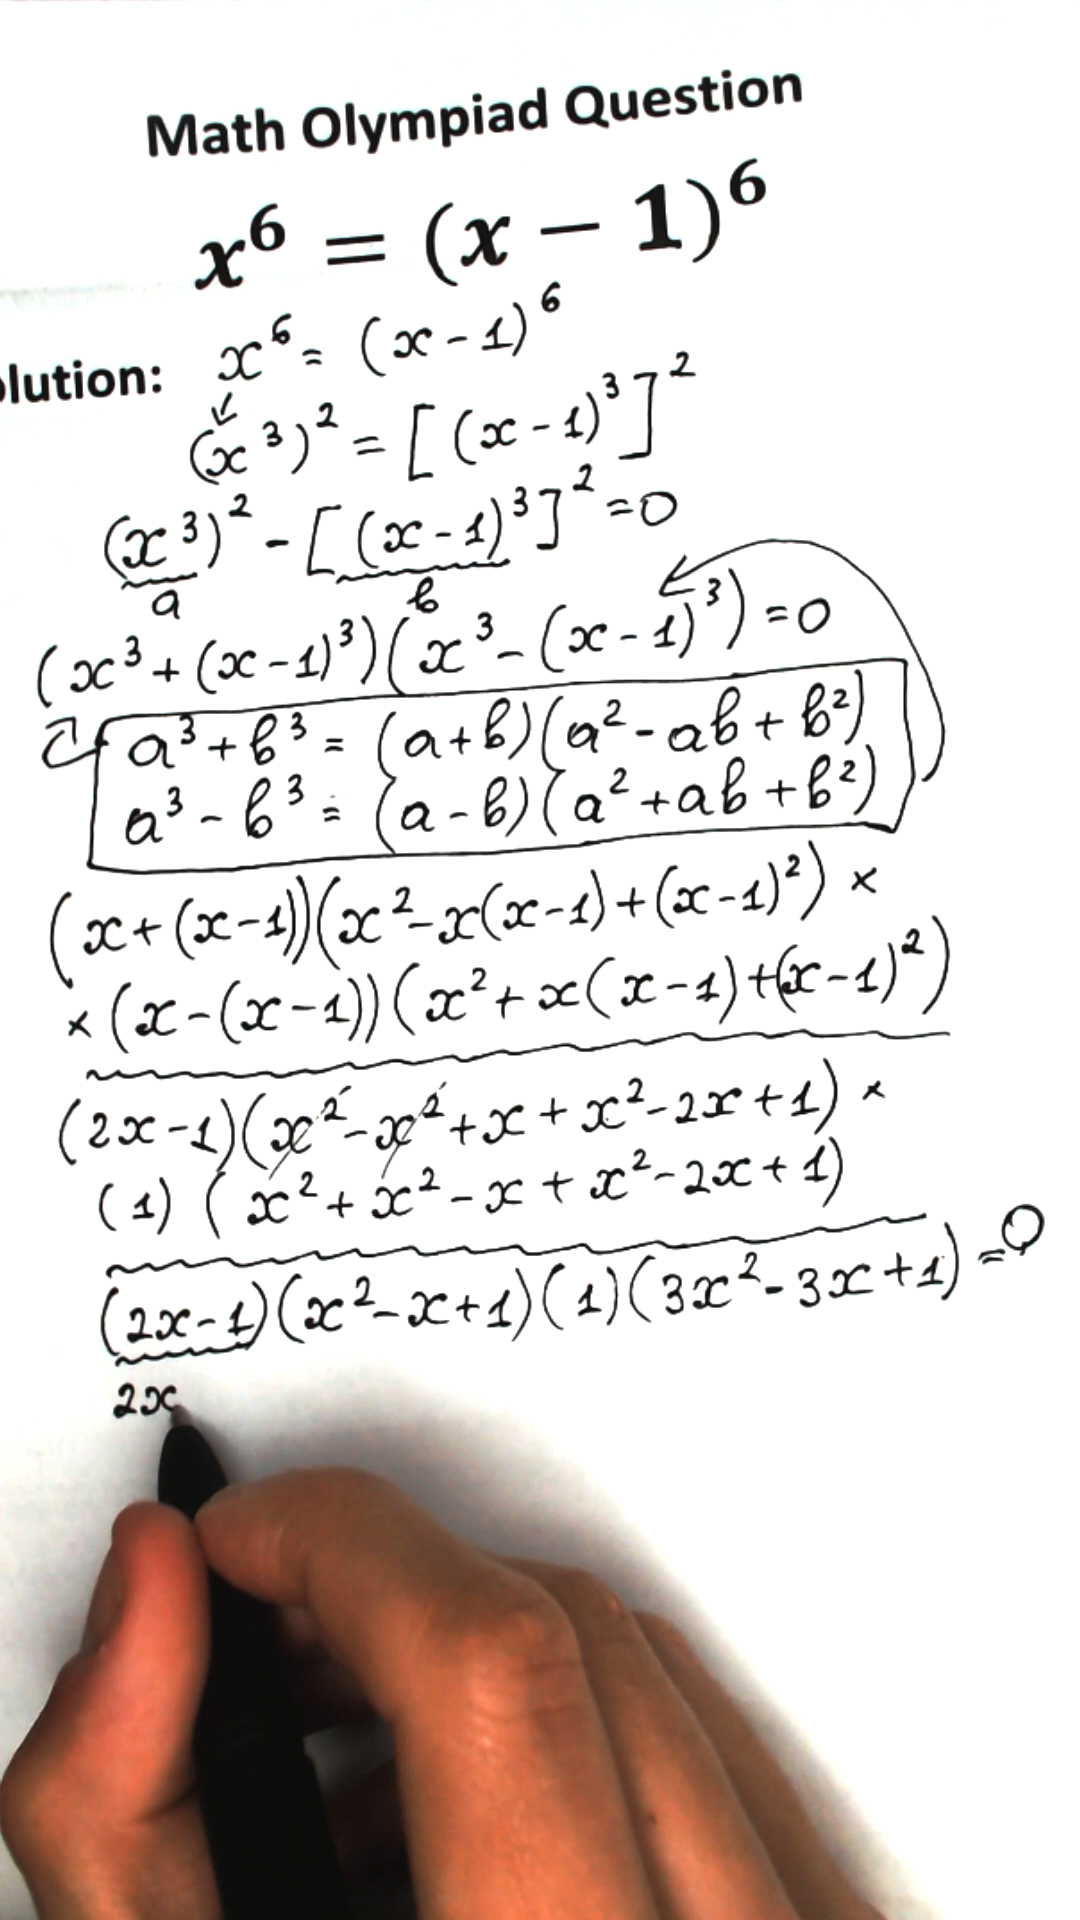 Math Olympiad Question
x⁶ = (x − 1)⁶
olution: x⁶ = (x - 1)⁶
(x³)² = [(x - 1)³]²
(x³)² - [(x - 1)³]² = 0
a b
(x³ + (x - 1)³)(x³ - (x - 1)³) = 0
a³ + b³ = (a + b)(a² - ab + b²)
a³ - b³ = (a - b)(a² + ab + b²)
(x + (x - 1))(x² - x(x - 1) + (x - 1)²) ×
× (x - (x - 1))(x² + x(x - 1) + (x - 1)²)
(2x - 1)(x² - x² + x + x² - 2x + 1) ×
(1) (x² + x² - x + x² - 2x + 1)
(2x - 1)(x² - x + 1)(1)(3x² - 3x + 1) = 0
2x